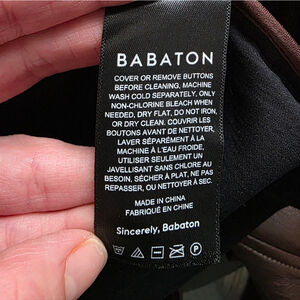 BABATON
COVER OR REMOVE BUTTONS
BEFORE CLEANING, MACHINE
WASH COLD SEPARATELY, ONLY
NON-CHLORINE BLEACH WHEN
NEEDED, DRY FLAT, DO NOT IRON,
OR DRY CLEAN. COUVRIR LES
BOUTONS AVANT DE NETTOYER,
LAVER SÉPARÉMENT À LA
MACHINE À L'EAU FROIDE,
UTILISER SEULEMENT UN
JAVELLISANT SANS CHLORE AU
BESOIN, SÉCHER À PLAT, NE PAS
REPASSER, OU NETTOYER À SEC.
MADE IN CHINA
FABRIQUÉ EN CHINE
Sincerely, Babaton
P